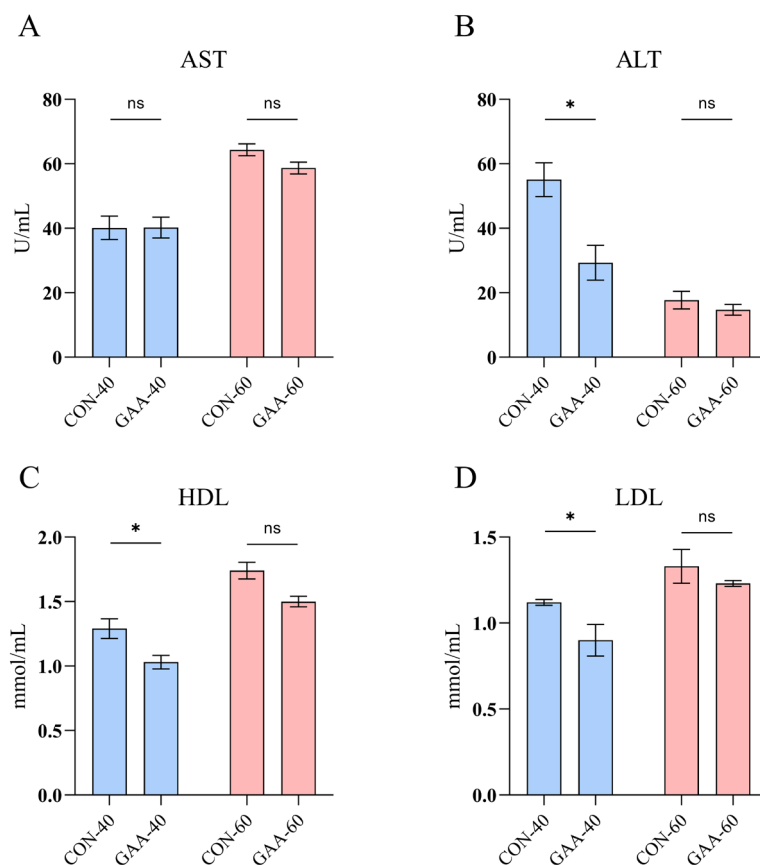 A
AST
ns
ns
80
60
40
20
0
U/mL
CON-40
GAA-40
CON-60
GAA-60
B
ALT
*
ns
80
60
40
20
0
U/mL
CON-40
GAA-40
CON-60
GAA-60
C
HDL
*
ns
2.0
1.5
1.0
0.5
0.0
mmol/mL
CON-40
GAA-40
CON-60
GAA-60
D
LDL
*
ns
1.5
1.0
0.5
0.0
mmol/mL
CON-40
GAA-40
CON-60
GAA-60